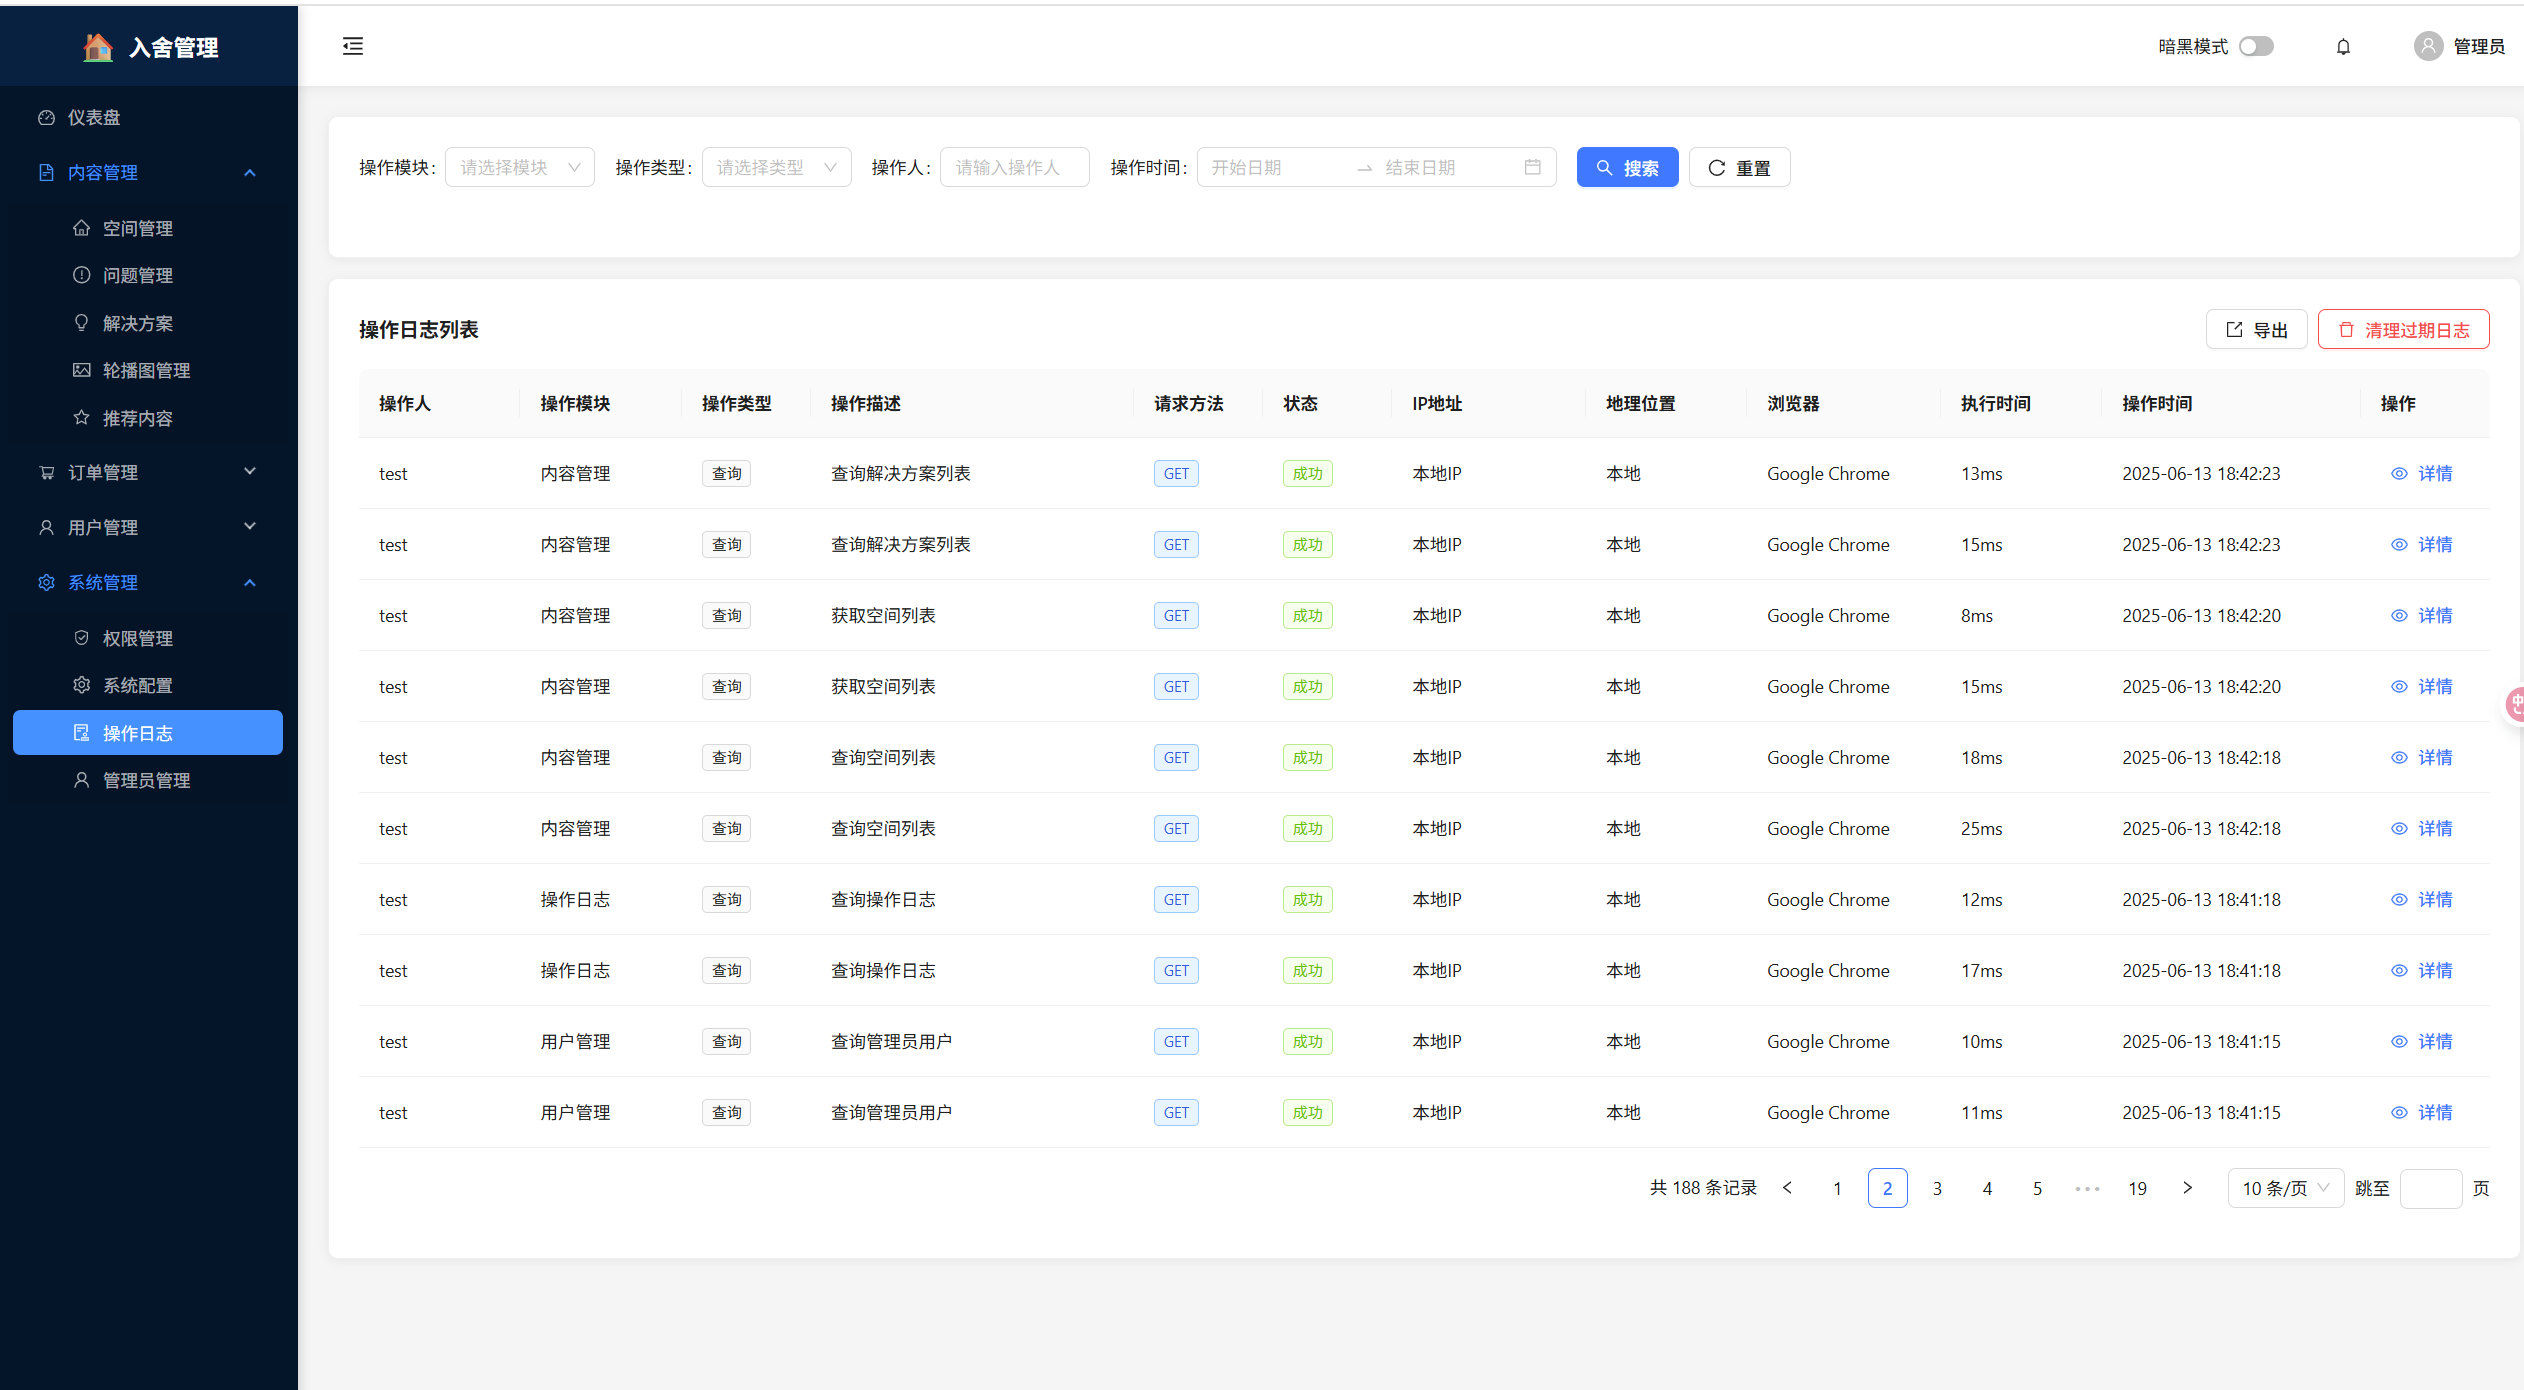 入舍管理
暗黑模式
管理员
仪表盘
内容管理
空间管理
问题管理
解决方案
轮播图管理
推荐内容
订单管理
用户管理
系统管理
权限管理
系统配置
操作日志
管理员管理
操作模块: 请选择模块 操作类型: 请选择类型 操作人: 请输入操作人 操作时间: 开始日期 → 结束日期 搜索 重置
操作日志列表 导出 清理过期日志
操作人 操作模块 操作类型 操作描述 请求方法 状态 IP地址 地理位置 浏览器 执行时间 操作时间 操作
test 内容管理 查询 查询解决方案列表 GET 成功 本地IP 本地 Google Chrome 13ms 2025-06-13 18:42:23 详情
test 内容管理 查询 查询解决方案列表 GET 成功 本地IP 本地 Google Chrome 15ms 2025-06-13 18:42:23 详情
test 内容管理 查询 获取空间列表 GET 成功 本地IP 本地 Google Chrome 8ms 2025-06-13 18:42:20 详情
test 内容管理 查询 获取空间列表 GET 成功 本地IP 本地 Google Chrome 15ms 2025-06-13 18:42:20 详情
test 内容管理 查询 查询空间列表 GET 成功 本地IP 本地 Google Chrome 18ms 2025-06-13 18:42:18 详情
test 内容管理 查询 查询空间列表 GET 成功 本地IP 本地 Google Chrome 25ms 2025-06-13 18:42:18 详情
test 操作日志 查询 查询操作日志 GET 成功 本地IP 本地 Google Chrome 12ms 2025-06-13 18:41:18 详情
test 操作日志 查询 查询操作日志 GET 成功 本地IP 本地 Google Chrome 17ms 2025-06-13 18:41:18 详情
test 用户管理 查询 查询管理员用户 GET 成功 本地IP 本地 Google Chrome 10ms 2025-06-13 18:41:15 详情
test 用户管理 查询 查询管理员用户 GET 成功 本地IP 本地 Google Chrome 11ms 2025-06-13 18:41:15 详情
共 188 条记录 < 1 2 3 4 5 ••• 19 > 10 条/页 跳至 页